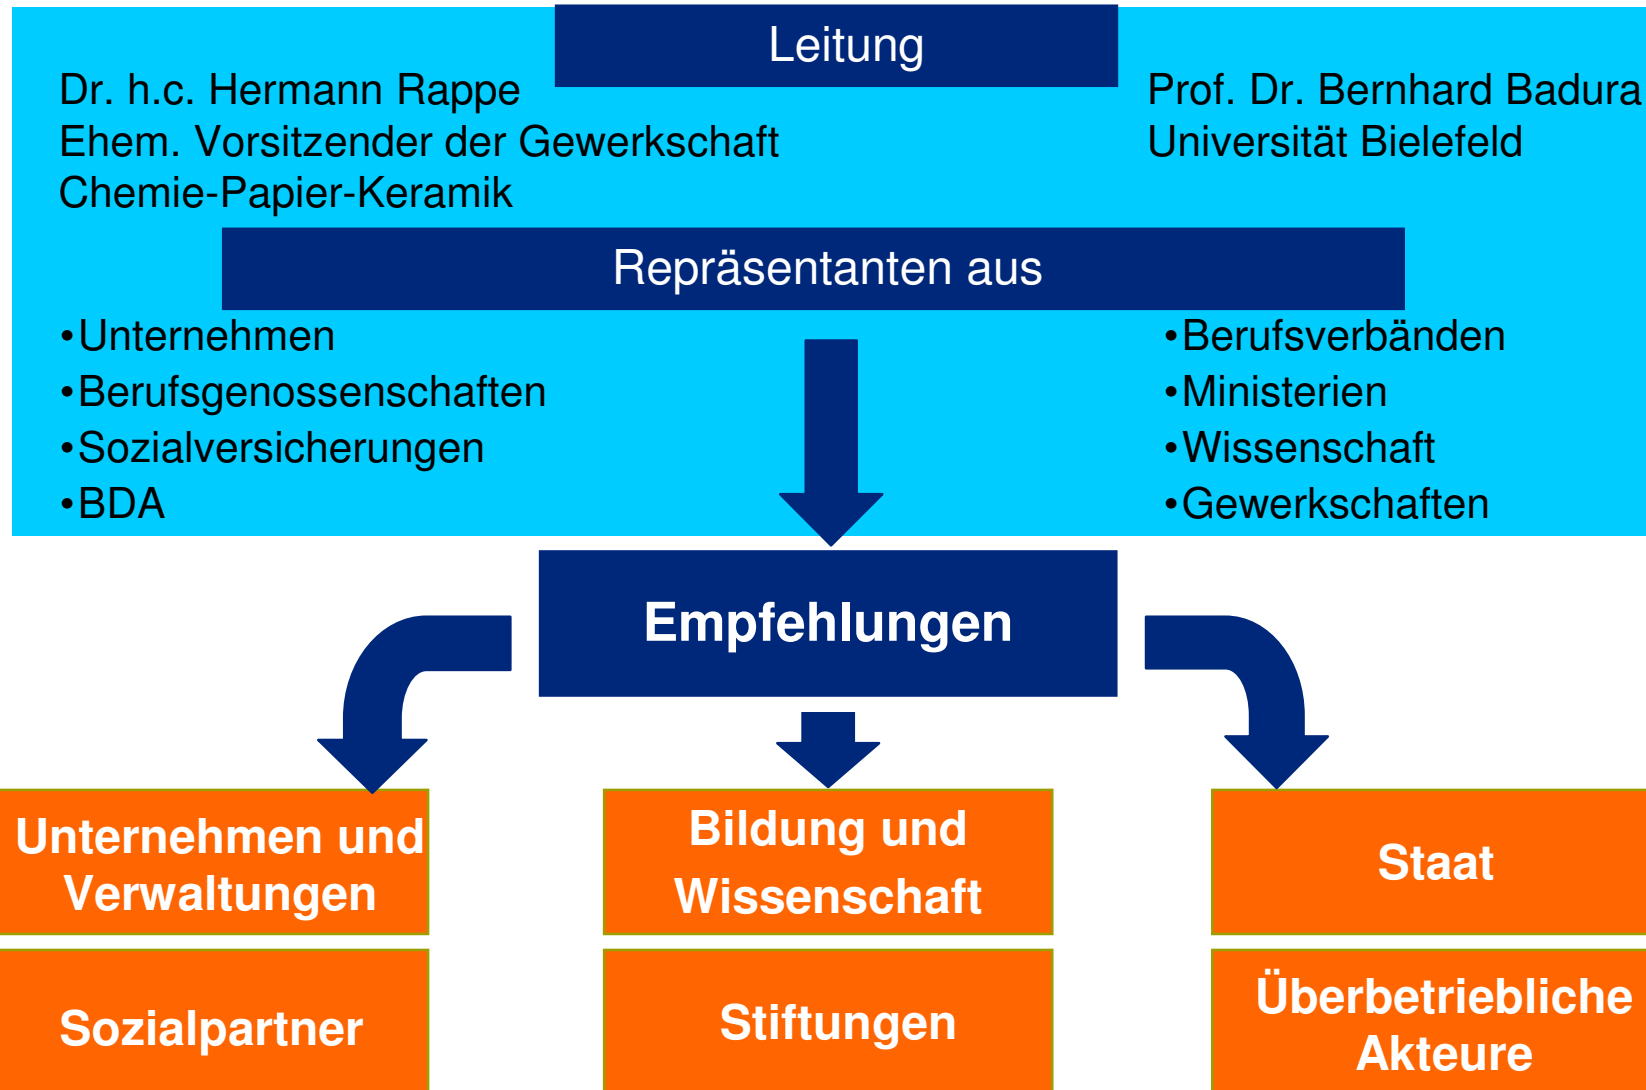 Leitung
Dr. h.c. Hermann Rappe
Ehem. Vorsitzender der Gewerkschaft
Chemie-Papier-Keramik
Prof. Dr. Bernhard Badura
Universität Bielefeld
Repräsentanten aus
•Unternehmen
•Berufsgenossenschaften
•Sozialversicherungen
•BDA
•Berufsverbänden
•Ministerien
•Wissenschaft
•Gewerkschaften
Empfehlungen
Unternehmen und
Verwaltungen
Bildung und
Wissenschaft
Staat
Sozialpartner
Stiftungen
Überbetriebliche
Akteure